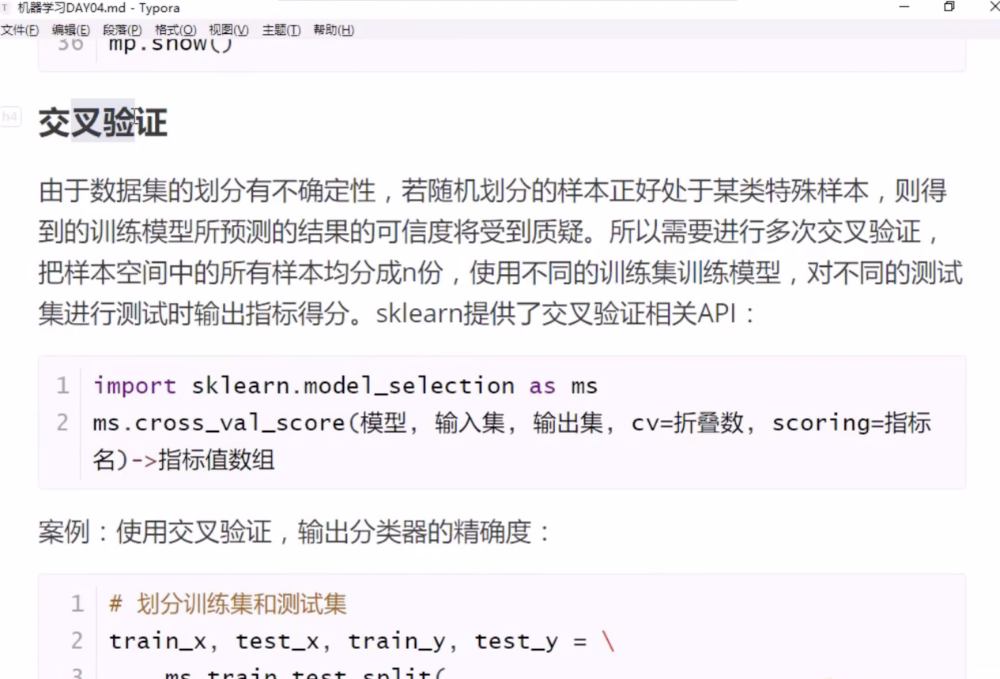 机器学习DAY04.md - Typora
文件(F) 编辑(E) 段落(P) 格式(O) 视图(V) 主题(T) 帮助(H)
36 mp.show()
h4
交叉验证
由于数据集的划分有不确定性，若随机划分的样本正好处于某类特殊样本，则得
到的训练模型所预测的结果的可信度将受到质疑。所以需要进行多次交叉验证，
把样本空间中的所有样本均分成n份，使用不同的训练集训练模型，对不同的测试
集进行测试时输出指标得分。sklearn提供了交叉验证相关API：
1 import sklearn.model_selection as ms
2 ms.cross_val_score(模型, 输入集, 输出集, cv=折叠数, scoring=指标
名)->指标值数组
案例：使用交叉验证，输出分类器的精确度：
1 # 划分训练集和测试集
2 train_x, test_x, train_y, test_y = \
3 ms.train_test_split(